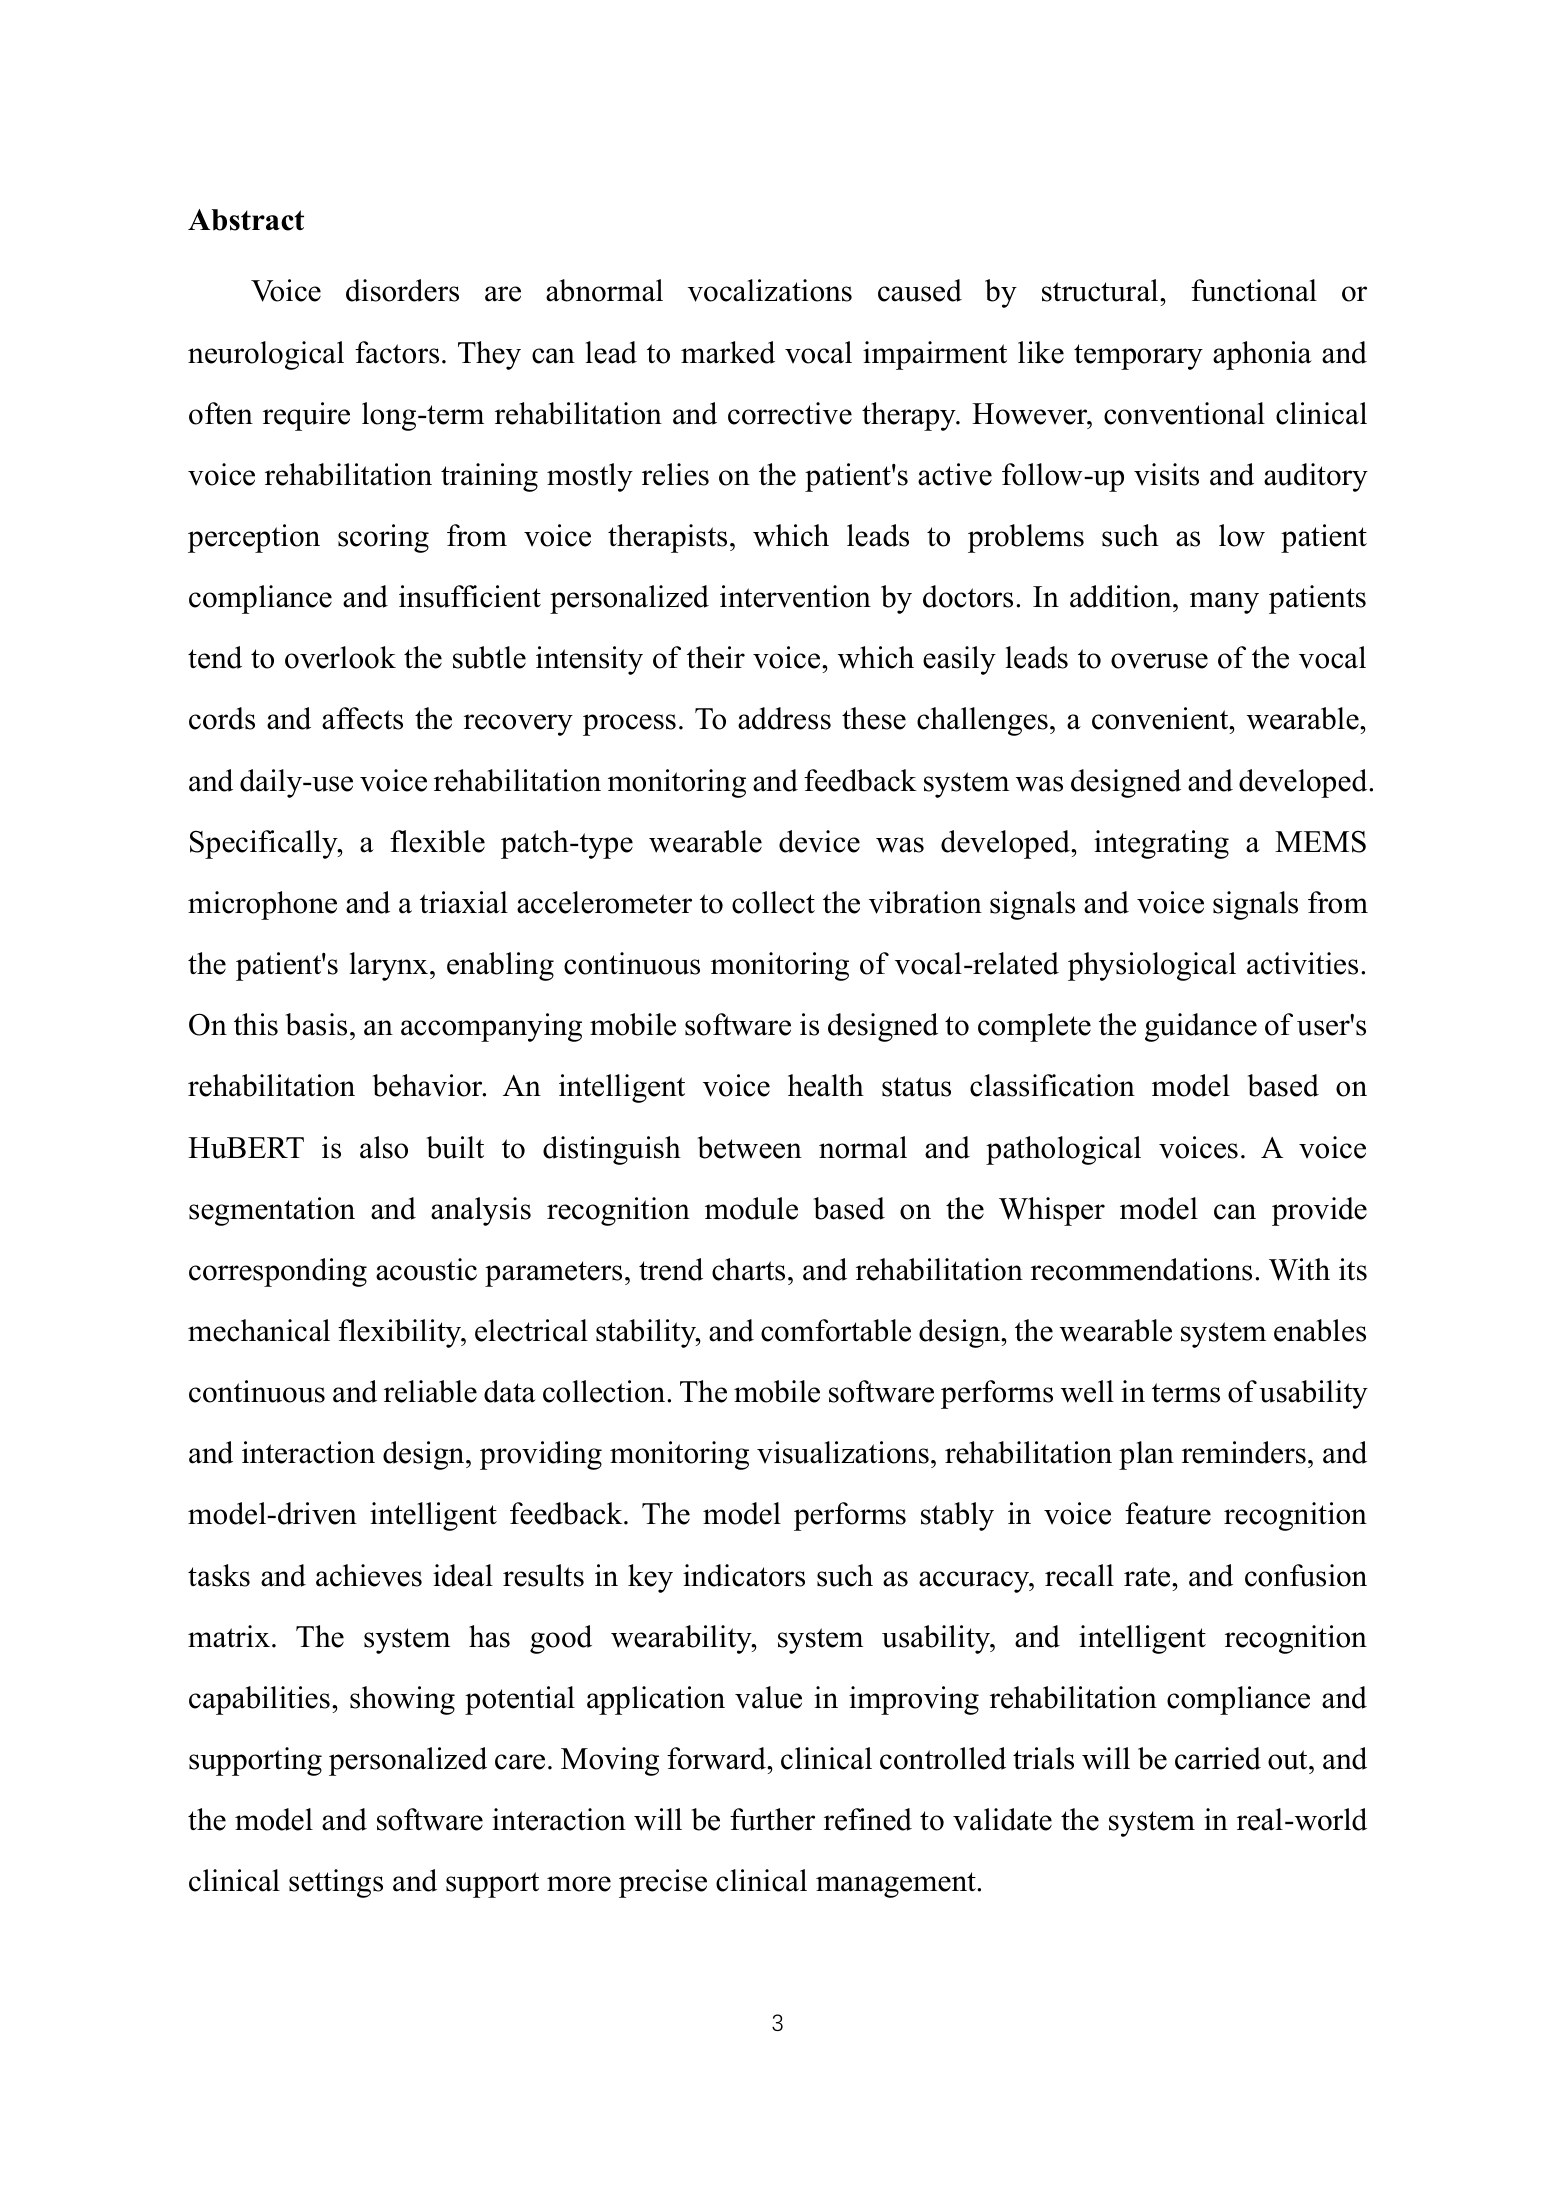 Abstract
Voice disorders are abnormal vocalizations caused by structural, functional or
neurological factors. They can lead to marked vocal impairment like temporary aphonia and
often require long-term rehabilitation and corrective therapy. However, conventional clinical
voice rehabilitation training mostly relies on the patient's active follow-up visits and auditory
perception scoring from voice therapists, which leads to problems such as low patient
compliance and insufficient personalized intervention by doctors. In addition, many patients
tend to overlook the subtle intensity of their voice, which easily leads to overuse of the vocal
cords and affects the recovery process. To address these challenges, a convenient, wearable,
and daily-use voice rehabilitation monitoring and feedback system was designed and developed.
Specifically, a flexible patch-type wearable device was developed, integrating a MEMS
microphone and a triaxial accelerometer to collect the vibration signals and voice signals from
the patient's larynx, enabling continuous monitoring of vocal-related physiological activities.
On this basis, an accompanying mobile software is designed to complete the guidance of user's
rehabilitation behavior. An intelligent voice health status classification model based on
HuBERT is also built to distinguish between normal and pathological voices. A voice
segmentation and analysis recognition module based on the Whisper model can provide
corresponding acoustic parameters, trend charts, and rehabilitation recommendations. With its
mechanical flexibility, electrical stability, and comfortable design, the wearable system enables
continuous and reliable data collection. The mobile software performs well in terms of usability
and interaction design, providing monitoring visualizations, rehabilitation plan reminders, and
model-driven intelligent feedback. The model performs stably in voice feature recognition
tasks and achieves ideal results in key indicators such as accuracy, recall rate, and confusion
matrix. The system has good wearability, system usability, and intelligent recognition
capabilities, showing potential application value in improving rehabilitation compliance and
supporting personalized care. Moving forward, clinical controlled trials will be carried out, and
the model and software interaction will be further refined to validate the system in real-world
clinical settings and support more precise clinical management.
3